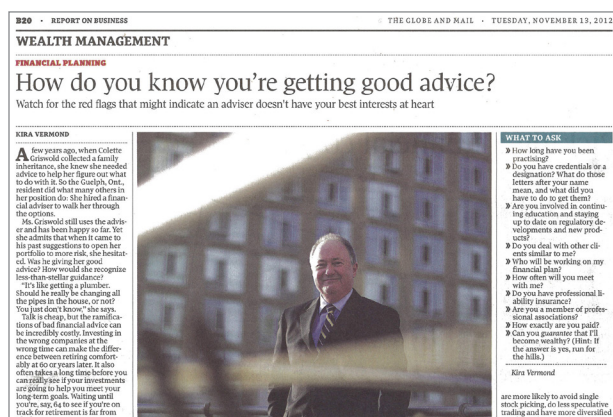 B20 • REPORT ON BUSINESS
THE GLOBE AND MAIL • TUESDAY, NOVEMBER 13, 2012
WEALTH MANAGEMENT
FINANCIAL PLANNING
How do you know you're getting good advice?
Watch for the red flags that might indicate an adviser doesn't have your best interests at heart
KIRA VERMOND
A few years ago, when Colette
Griswold collected a family
inheritance, she knew she needed
advice to help her figure out what
to do with it. So the Guelph, Ont.,
resident did what many others in
her position do: She hired a finan-
cial adviser to walk her through
the options.
Ms. Griswold still uses the advis-
er and has been happy so far. Yet
she admits that when it came to
his past suggestions to open her
portfolio to more risk, she hesitat-
ed. Was he giving her good
advice? How would she recognize
less-than-stellar guidance?
"It's like getting a plumber.
Should he really be changing all
the pipes in the house, or not?
You just don't know," she says.
Talk is cheap, but the ramifica-
tions of bad financial advice can
be incredibly costly. Investing in
the wrong companies at the
wrong time can make the differ-
ence between retiring comfort-
ably at 60 or years later. It also
often takes a long time before you
can really see if your investments
are going to help you meet your
long-term goals. Waiting until
you're, say, 64 to see if you're on
track for retirement is far from
WHAT TO ASK
» How long have you been
practising?
» Do you have credentials or a
designation? What do those
letters after your name
mean, and what did you
have to do to get them?
» Are you involved in continu-
ing education and staying
up to date on regulatory de-
velopments and new prod-
ucts?
» Do you deal with other cli-
ents similar to me?
» Who will be working on my
financial plan?
» How often will you meet
with me?
» Do you have professional li-
ability insurance?
» Are you a member of profes-
sional associations?
» How exactly are you paid?
» Can you guarantee that I'll
become wealthy? (Hint: If
the answer is yes, run for
the hills.)
Kira Vermond
are more likely to avoid single
stock picking, do less speculative
trading and have more diversified